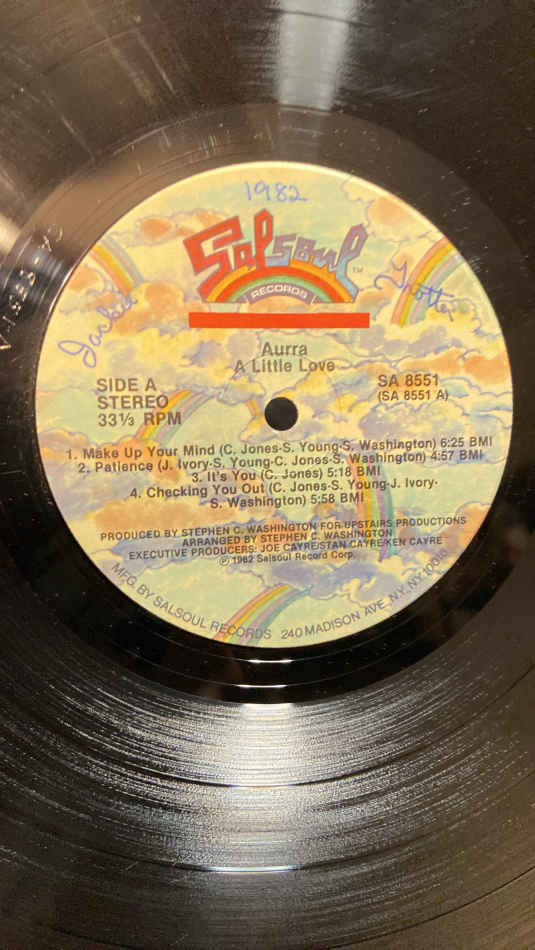 1982
Salsoul TM
RECORDS
Jackie Trotter
Aurra
A Little Love
SIDE A
STEREO
33⅓ RPM
SA 8551
(SA 8551 A)
1. Make Up Your Mind (C. Jones-S. Young-S. Washington) 6:25 BMI
2. Patience (J. Ivory-S. Young-C. Jones-S. Washington) 4:57 BMI
3. It's You (C. Jones) 5:18 BMI
4. Checking You Out (C. Jones-S. Young-J. Ivory-
S. Washington) 5:58 BMI
PRODUCED BY STEPHEN C. WASHINGTON FOR UPSTAIRS PRODUCTIONS
ARRANGED BY STEPHEN C. WASHINGTON
EXECUTIVE PRODUCERS: JOE CAYRE/STAN CAYRE/KEN CAYRE
℗ 1982 Salsoul Record Corp.
MFG. BY SALSOUL RECORDS 240 MADISON AVE., NY, NY 10016